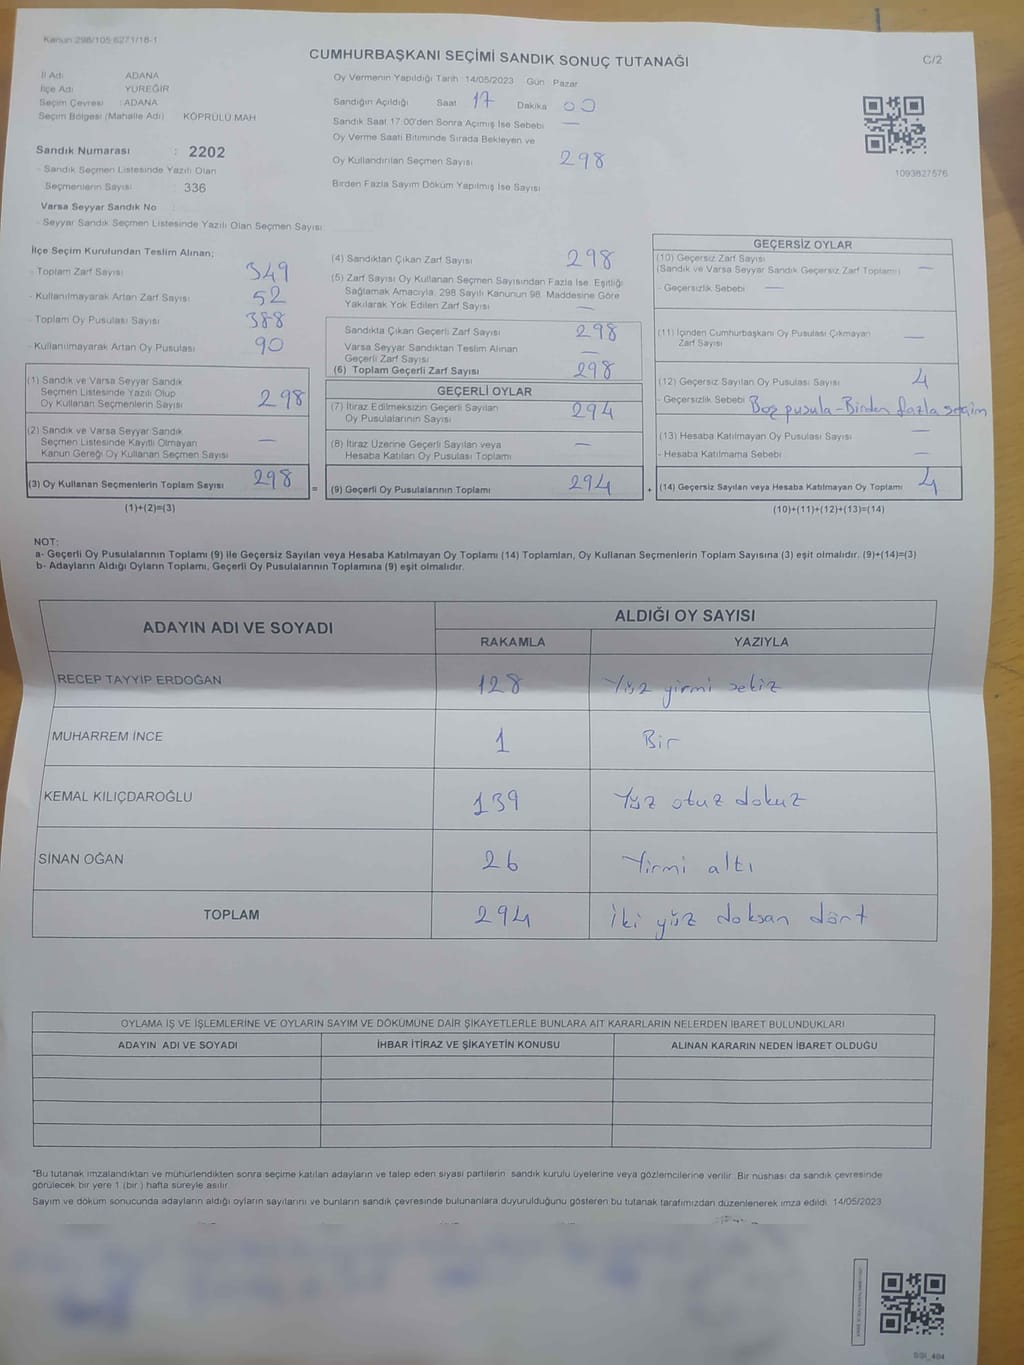 Kanun 298/105 6271/18-1
CUMHURBAŞKANI SEÇİMİ SANDIK SONUÇ TUTANAĞI
C/2
İl Adı ADANA
İlçe Adı YÜREĞİR
Seçim Çevresi : ADANA
Seçim Bölgesi (Mahalle Adı) KÖPRÜLÜ MAH
Sandık Numarası : 2202
- Sandık Seçmen Listesinde Yazılı Olan
Seçmenlerin Sayısı : 336
Varsa Seyyar Sandık No
- Seyyar Sandık Seçmen Listesinde Yazılı Olan Seçmen Sayısı
Oy Vermenin Yapıldığı Tarih 14/05/2023 Gün Pazar
Sandığın Açıldığı Saat 17 Dakika 00
Sandık Saat 17:00'den Sonra Açımış İse Sebebi —
Oy Verme Saati Bitiminde Sırada Bekleyen ve
Oy Kullandırılan Seçmen Sayısı 298
Birden Fazla Sayım Döküm Yapılmış İse Sayısı
1093827576
İlçe Seçim Kurulundan Teslim Alınan;
- Toplam Zarf Sayısı 349
- Kullanılmayarak Artan Zarf Sayısı 52
- Toplam Oy Pusulası Sayısı 388
- Kullanılmayarak Artan Oy Pusulası 90
(1) Sandık ve Varsa Seyyar Sandık
Seçmen Listesinde Yazılı Olup
Oy Kullanan Seçmenlerin Sayısı 298
(2) Sandık ve Varsa Seyyar Sandık
Seçmen Listesinde Kayıtlı Olmayan
Kanun Gereği Oy Kullanan Seçmen Sayısı —
(3) Oy Kullanan Seçmenlerin Toplam Sayısı 298
(1)+(2)=(3)
(4) Sandıktan Çıkan Zarf Sayısı 298
(5) Zarf Sayısı Oy Kullanan Seçmen Sayısından Fazla İse, Eşitliği
Sağlamak Amacıyla, 298 Sayılı Kanunun 98. Maddesine Göre
Yakılarak Yok Edilen Zarf Sayısı —
Sandıkta Çıkan Geçerli Zarf Sayısı 298
Varsa Seyyar Sandıktan Teslim Alınan
Geçerli Zarf Sayısı —
(6) Toplam Geçerli Zarf Sayısı 298
GEÇERLİ OYLAR
(7) İtiraz Edilmeksizin Geçerli Sayılan
Oy Pusulalarının Sayısı 294
(8) İtiraz Üzerine Geçerli Sayılan veya
Hesaba Katılan Oy Pusulası Toplamı —
= (9) Geçerli Oy Pusulalarının Toplamı 294
GEÇERSİZ OYLAR
(10) Geçersiz Zarf Sayısı
(Sandık ve Varsa Seyyar Sandık Geçersiz Zarf Toplamı) —
- Geçersizlik Sebebi —
(11) İçinden Cumhurbaşkanı Oy Pusulası Çıkmayan
Zarf Sayısı —
(12) Geçersiz Sayılan Oy Pusulası Sayısı 4
- Geçersizlik Sebebi Boş pusula - Birden fazla seçim
(13) Hesaba Katılmayan Oy Pusulası Sayısı —
- Hesaba Katılmama Sebebi —
+ (14) Geçersiz Sayılan veya Hesaba Katılmayan Oy Toplamı 4
(10)+(11)+(12)+(13)=(14)
NOT:
a- Geçerli Oy Pusulalarının Toplamı (9) ile Geçersiz Sayılan veya Hesaba Katılmayan Oy Toplamı (14) Toplamları, Oy Kullanan Seçmenlerin Toplam Sayısına (3) eşit olmalıdır. (9)+(14)=(3)
b- Adayların Aldığı Oyların Toplamı, Geçerli Oy Pusulalarının Toplamına (9) eşit olmalıdır.
ADAYIN ADI VE SOYADI ALDIĞI OY SAYISI
RAKAMLA YAZIYLA
RECEP TAYYİP ERDOĞAN 128 Yüz yirmi sekiz
MUHARREM İNCE 1 Bir
KEMAL KILIÇDAROĞLU 139 Yüz otuz dokuz
SİNAN OĞAN 26 Yirmi altı
TOPLAM 294 İki yüz doksan dört
OYLAMA İŞ VE İŞLEMLERİNE VE OYLARIN SAYIM VE DÖKÜMÜNE DAİR ŞİKAYETLERLE BUNLARA AİT KARARLARIN NELERDEN İBARET BULUNDUKLARI
ADAYIN ADI VE SOYADI İHBAR İTİRAZ VE ŞİKAYETİN KONUSU ALINAN KARARIN NEDEN İBARET OLDUĞU
*Bu tutanak imzalandıktan ve mühürlendikten sonra seçime katılan adayların ve talep eden siyasi partilerin sandık kurulu üyelerine veya gözlemcilerine verilir. Bir nüshası da sandık çevresinde
görülecek bir yere 1 (bir) hafta süreyle asılır.
Sayım ve döküm sonucunda adayların aldığı oyların sayılarını ve bunların sandık çevresinde bulunanlara duyurulduğunu gösteren bu tutanak tarafımızdan düzenlenerek imza edildi. 14/05/2023